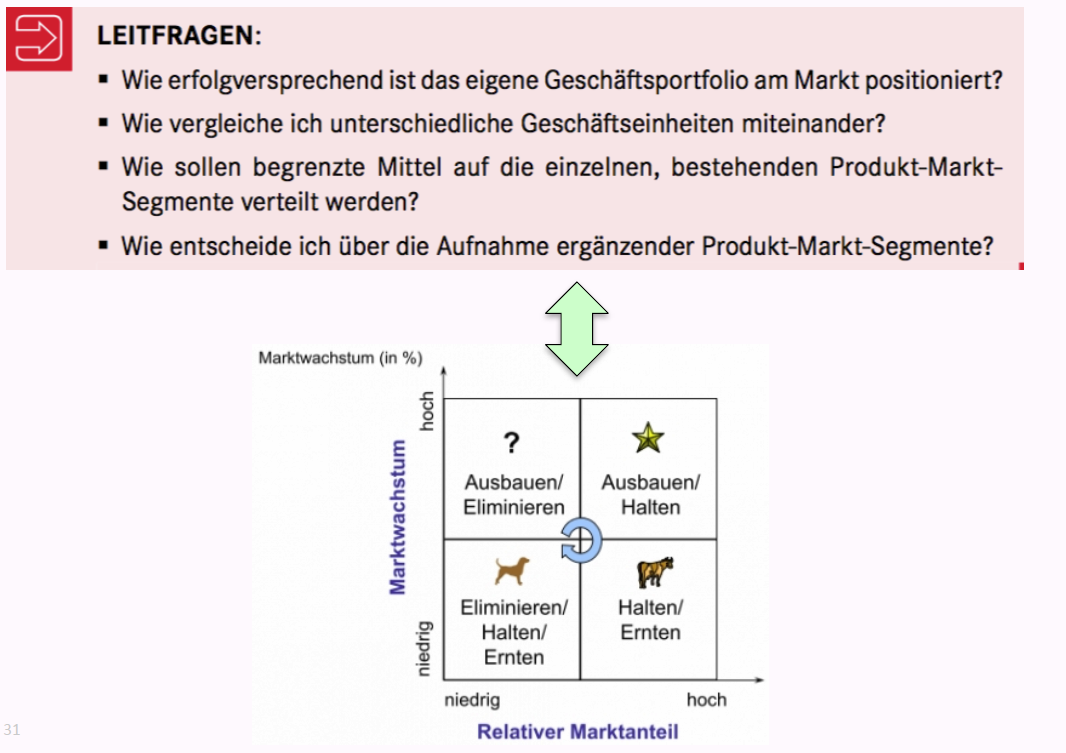 LEITFRAGEN:
▪ Wie erfolgversprechend ist das eigene Geschäftsportfolio am Markt positioniert?
▪ Wie vergleiche ich unterschiedliche Geschäftseinheiten miteinander?
▪ Wie sollen begrenzte Mittel auf die einzelnen, bestehenden Produkt-Markt-
Segmente verteilt werden?
▪ Wie entscheide ich über die Aufnahme ergänzender Produkt-Markt-Segmente?
Marktwachstum (in %)
hoch
Marktwachstum
niedrig
?
Ausbauen/
Eliminieren
Ausbauen/
Halten
Eliminieren/
Halten/
Ernten
Halten/
Ernten
niedrig
hoch
Relativer Marktanteil
31